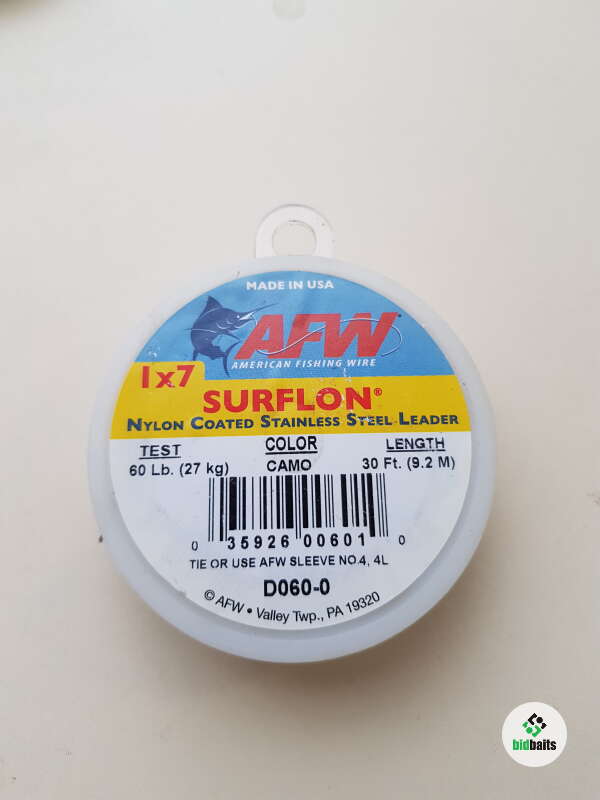 MADE IN USA
AFW
AMERICAN FISHING WIRE
1x7
SURFLON®
NYLON COATED STAINLESS STEEL LEADER
TEST COLOR LENGTH
60 Lb. (27 kg) CAMO 30 Ft. (9.2 M)
0 35926 00601 0
TIE OR USE AFW SLEEVE NO.4, 4L
D060-0
© AFW • Valley Twp., PA 19320
bidbaits